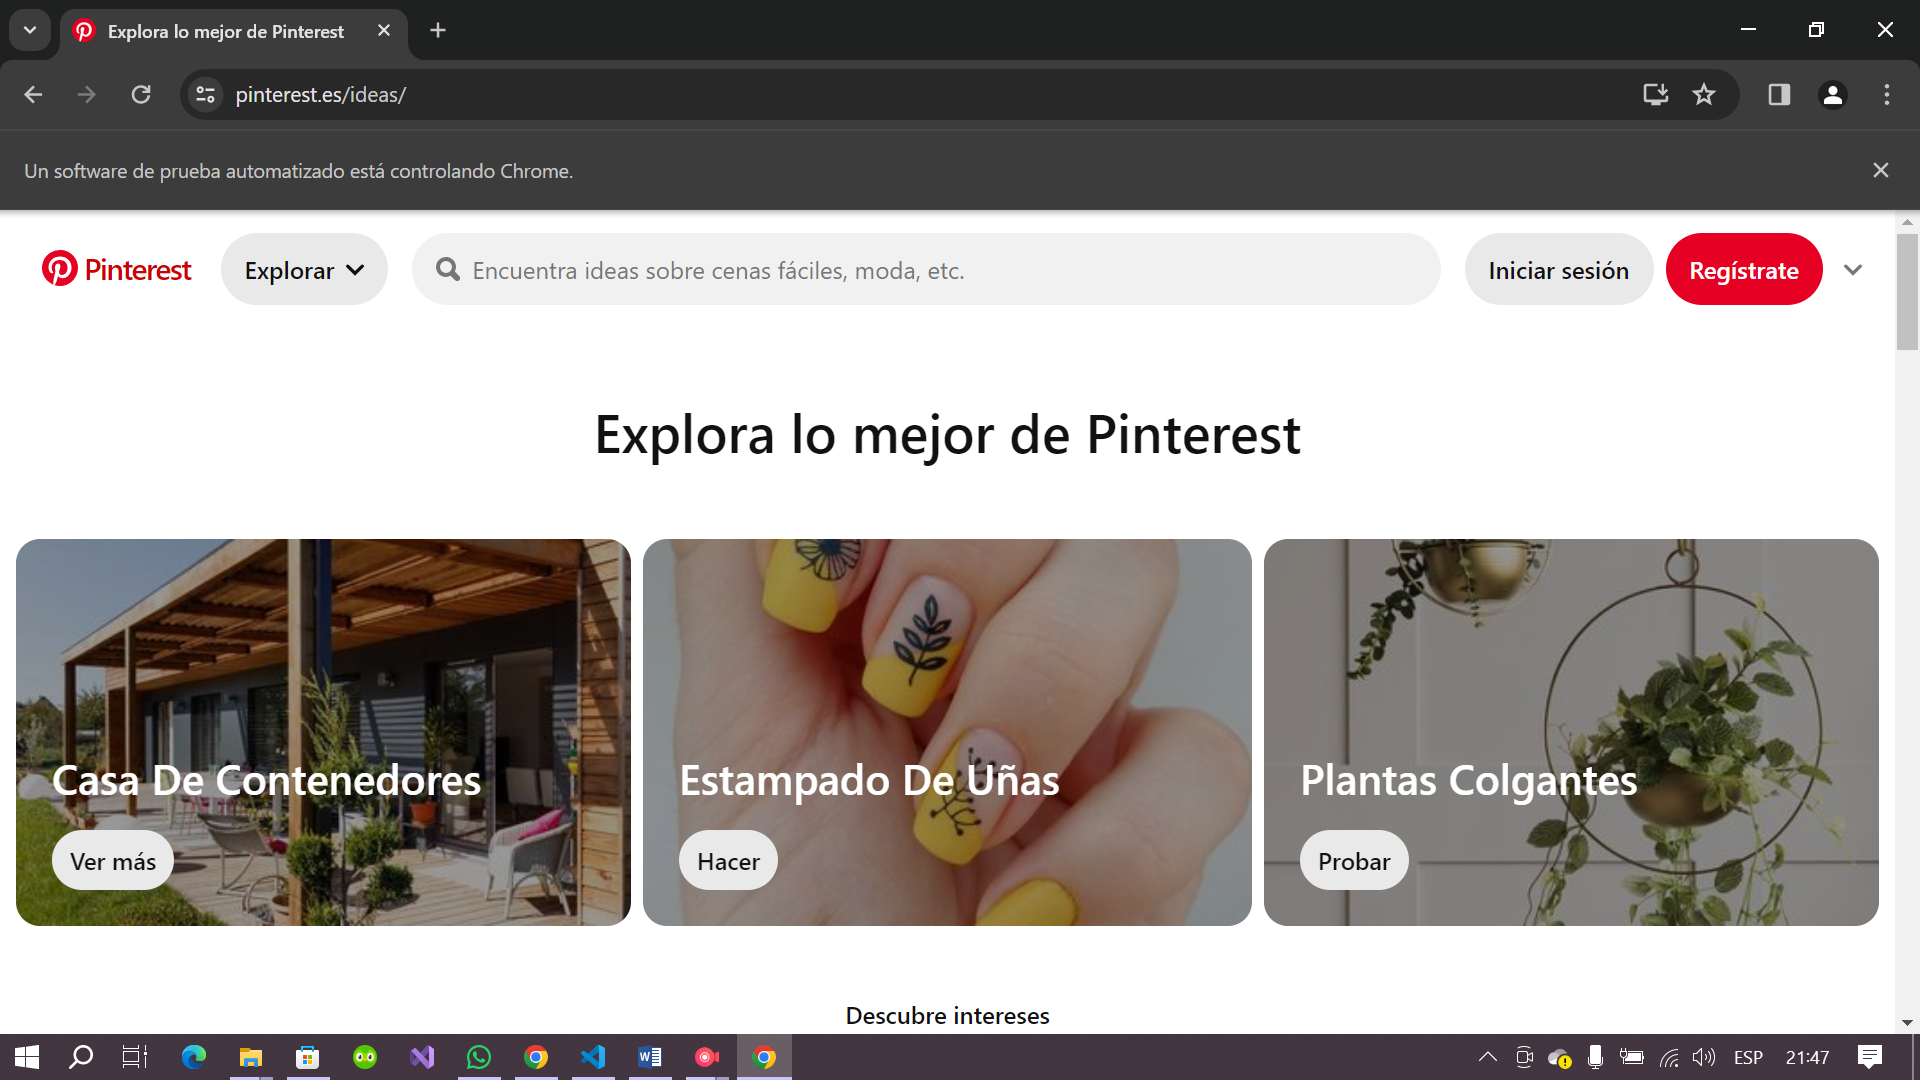 Explora lo mejor de Pinterest
pinterest.es/ideas/
Un software de prueba automatizado está controlando Chrome.
Pinterest
Explorar
Encuentra ideas sobre cenas fáciles, moda, etc.
Iniciar sesión
Regístrate
Explora lo mejor de Pinterest
Casa De Contenedores
Ver más
Estampado De Uñas
Hacer
Plantas Colgantes
Probar
Descubre intereses
ESP
21:47